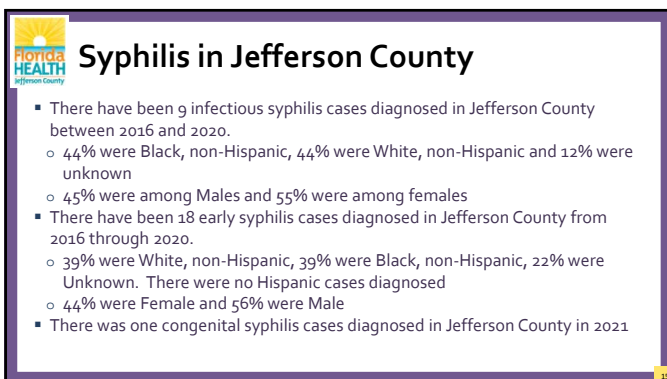 Florida
HEALTH
Jefferson County
Syphilis in Jefferson County
▪ There have been 9 infectious syphilis cases diagnosed in Jefferson County
between 2016 and 2020.
o 44% were Black, non-Hispanic, 44% were White, non-Hispanic and 12% were
unknown
o 45% were among Males and 55% were among females
▪ There have been 18 early syphilis cases diagnosed in Jefferson County from
2016 through 2020.
o 39% were White, non-Hispanic, 39% were Black, non-Hispanic, 22% were
Unknown. There were no Hispanic cases diagnosed
o 44% were Female and 56% were Male
▪ There was one congenital syphilis cases diagnosed in Jefferson County in 2021